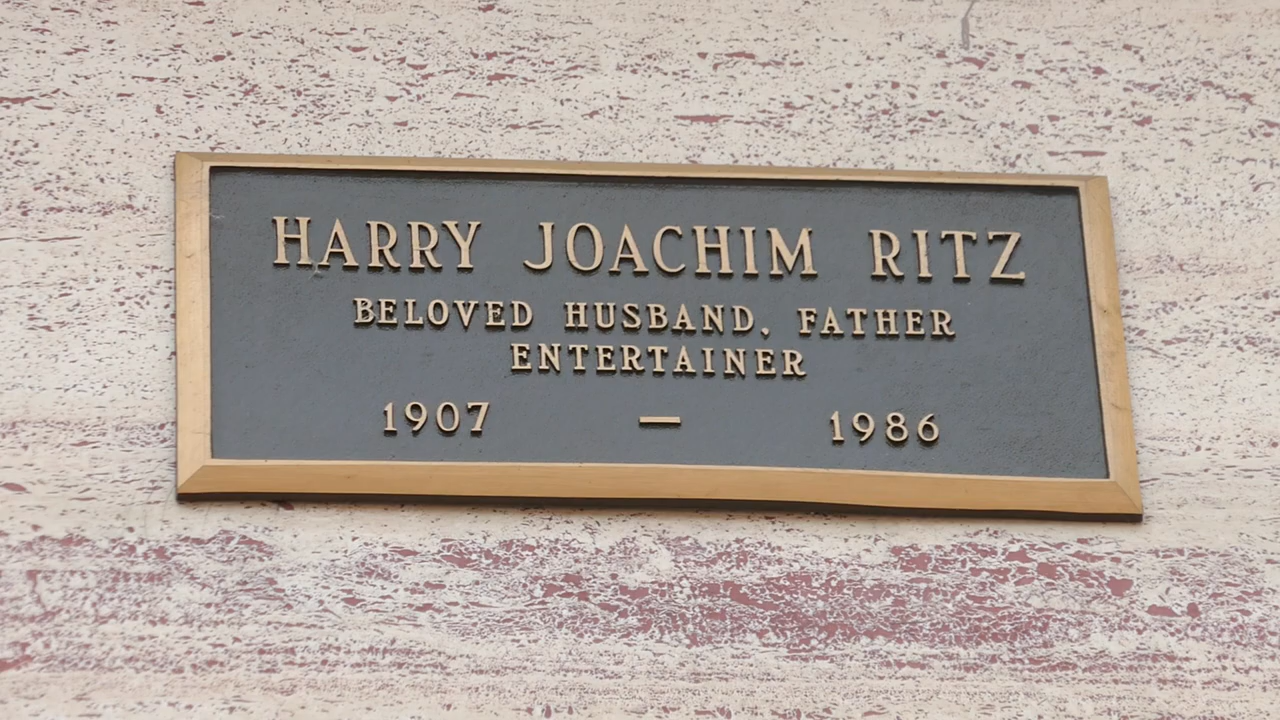 HARRY JOACHIM RITZ
BELOVED HUSBAND, FATHER
ENTERTAINER
1907 — 1986